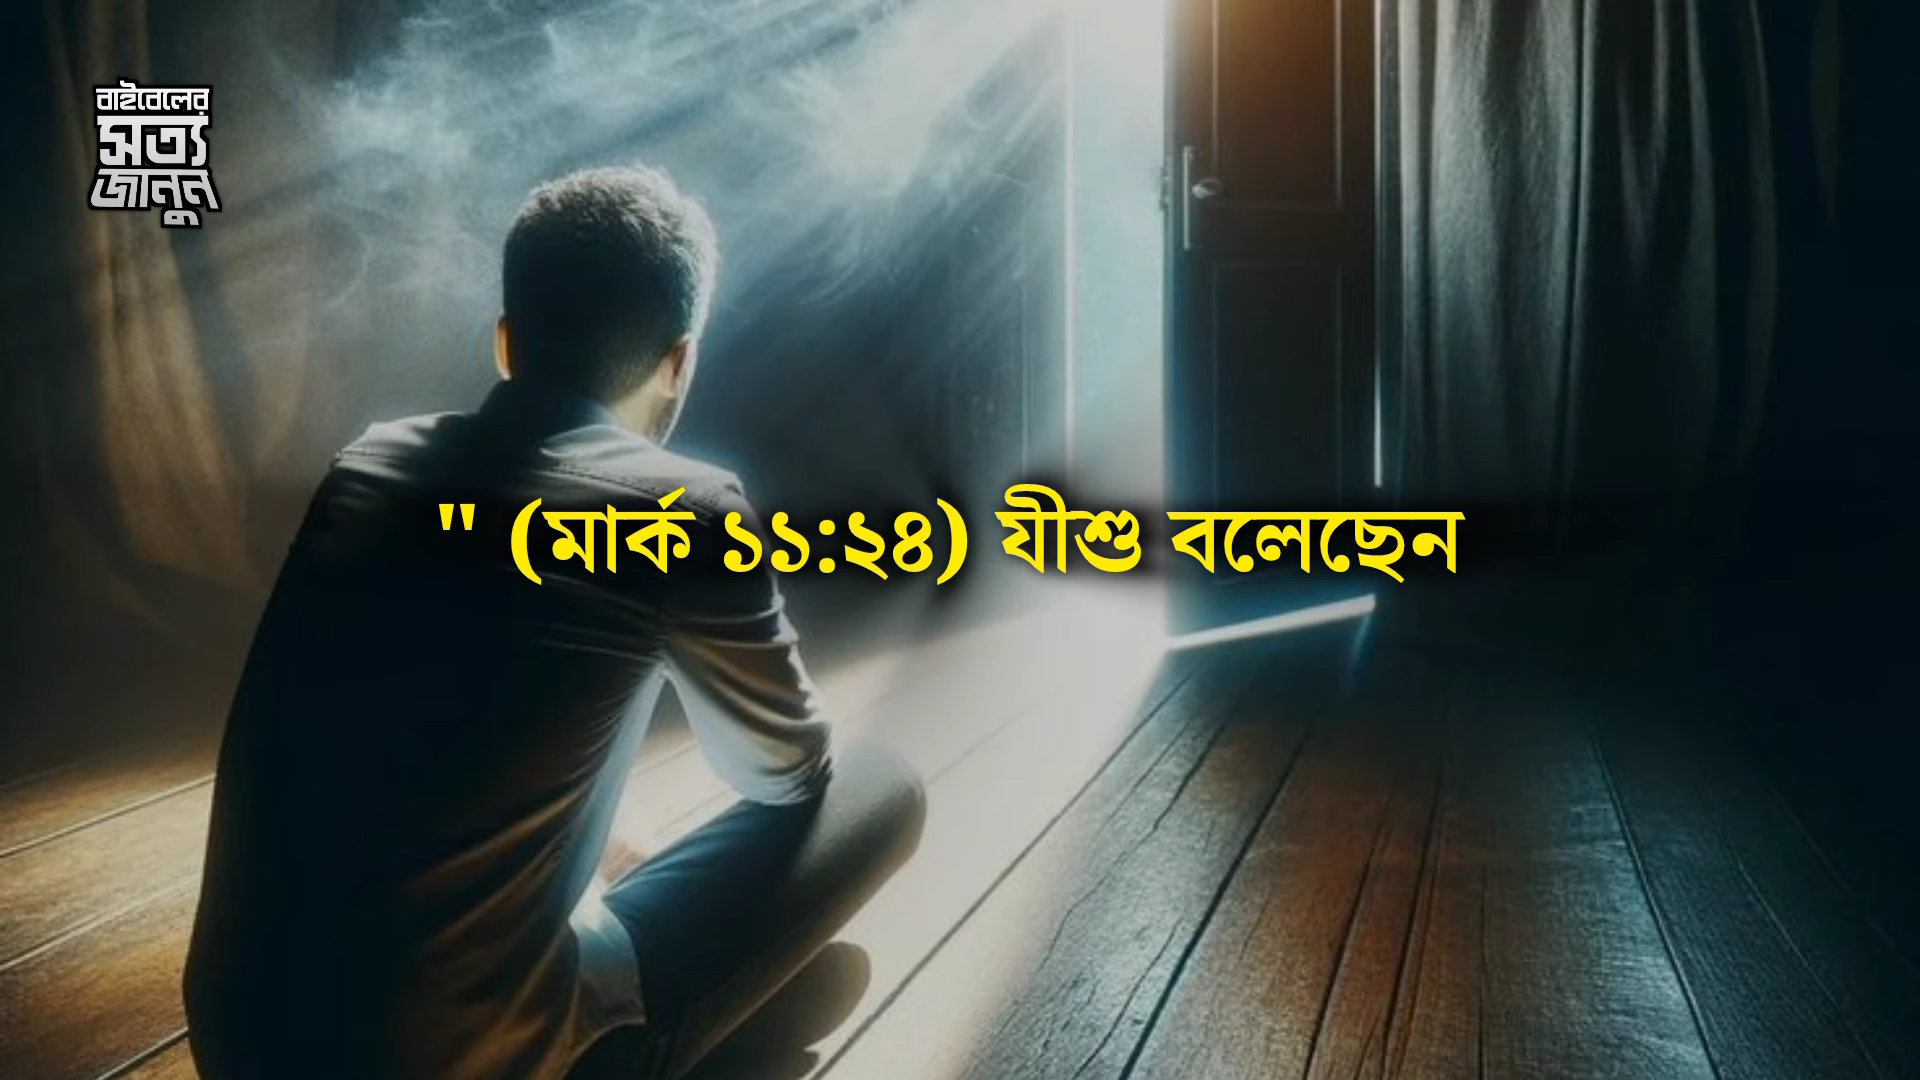 বাইবেলের
সত্য
জানুন
" (মার্ক ১১:২৪) যীশু বলেছেন